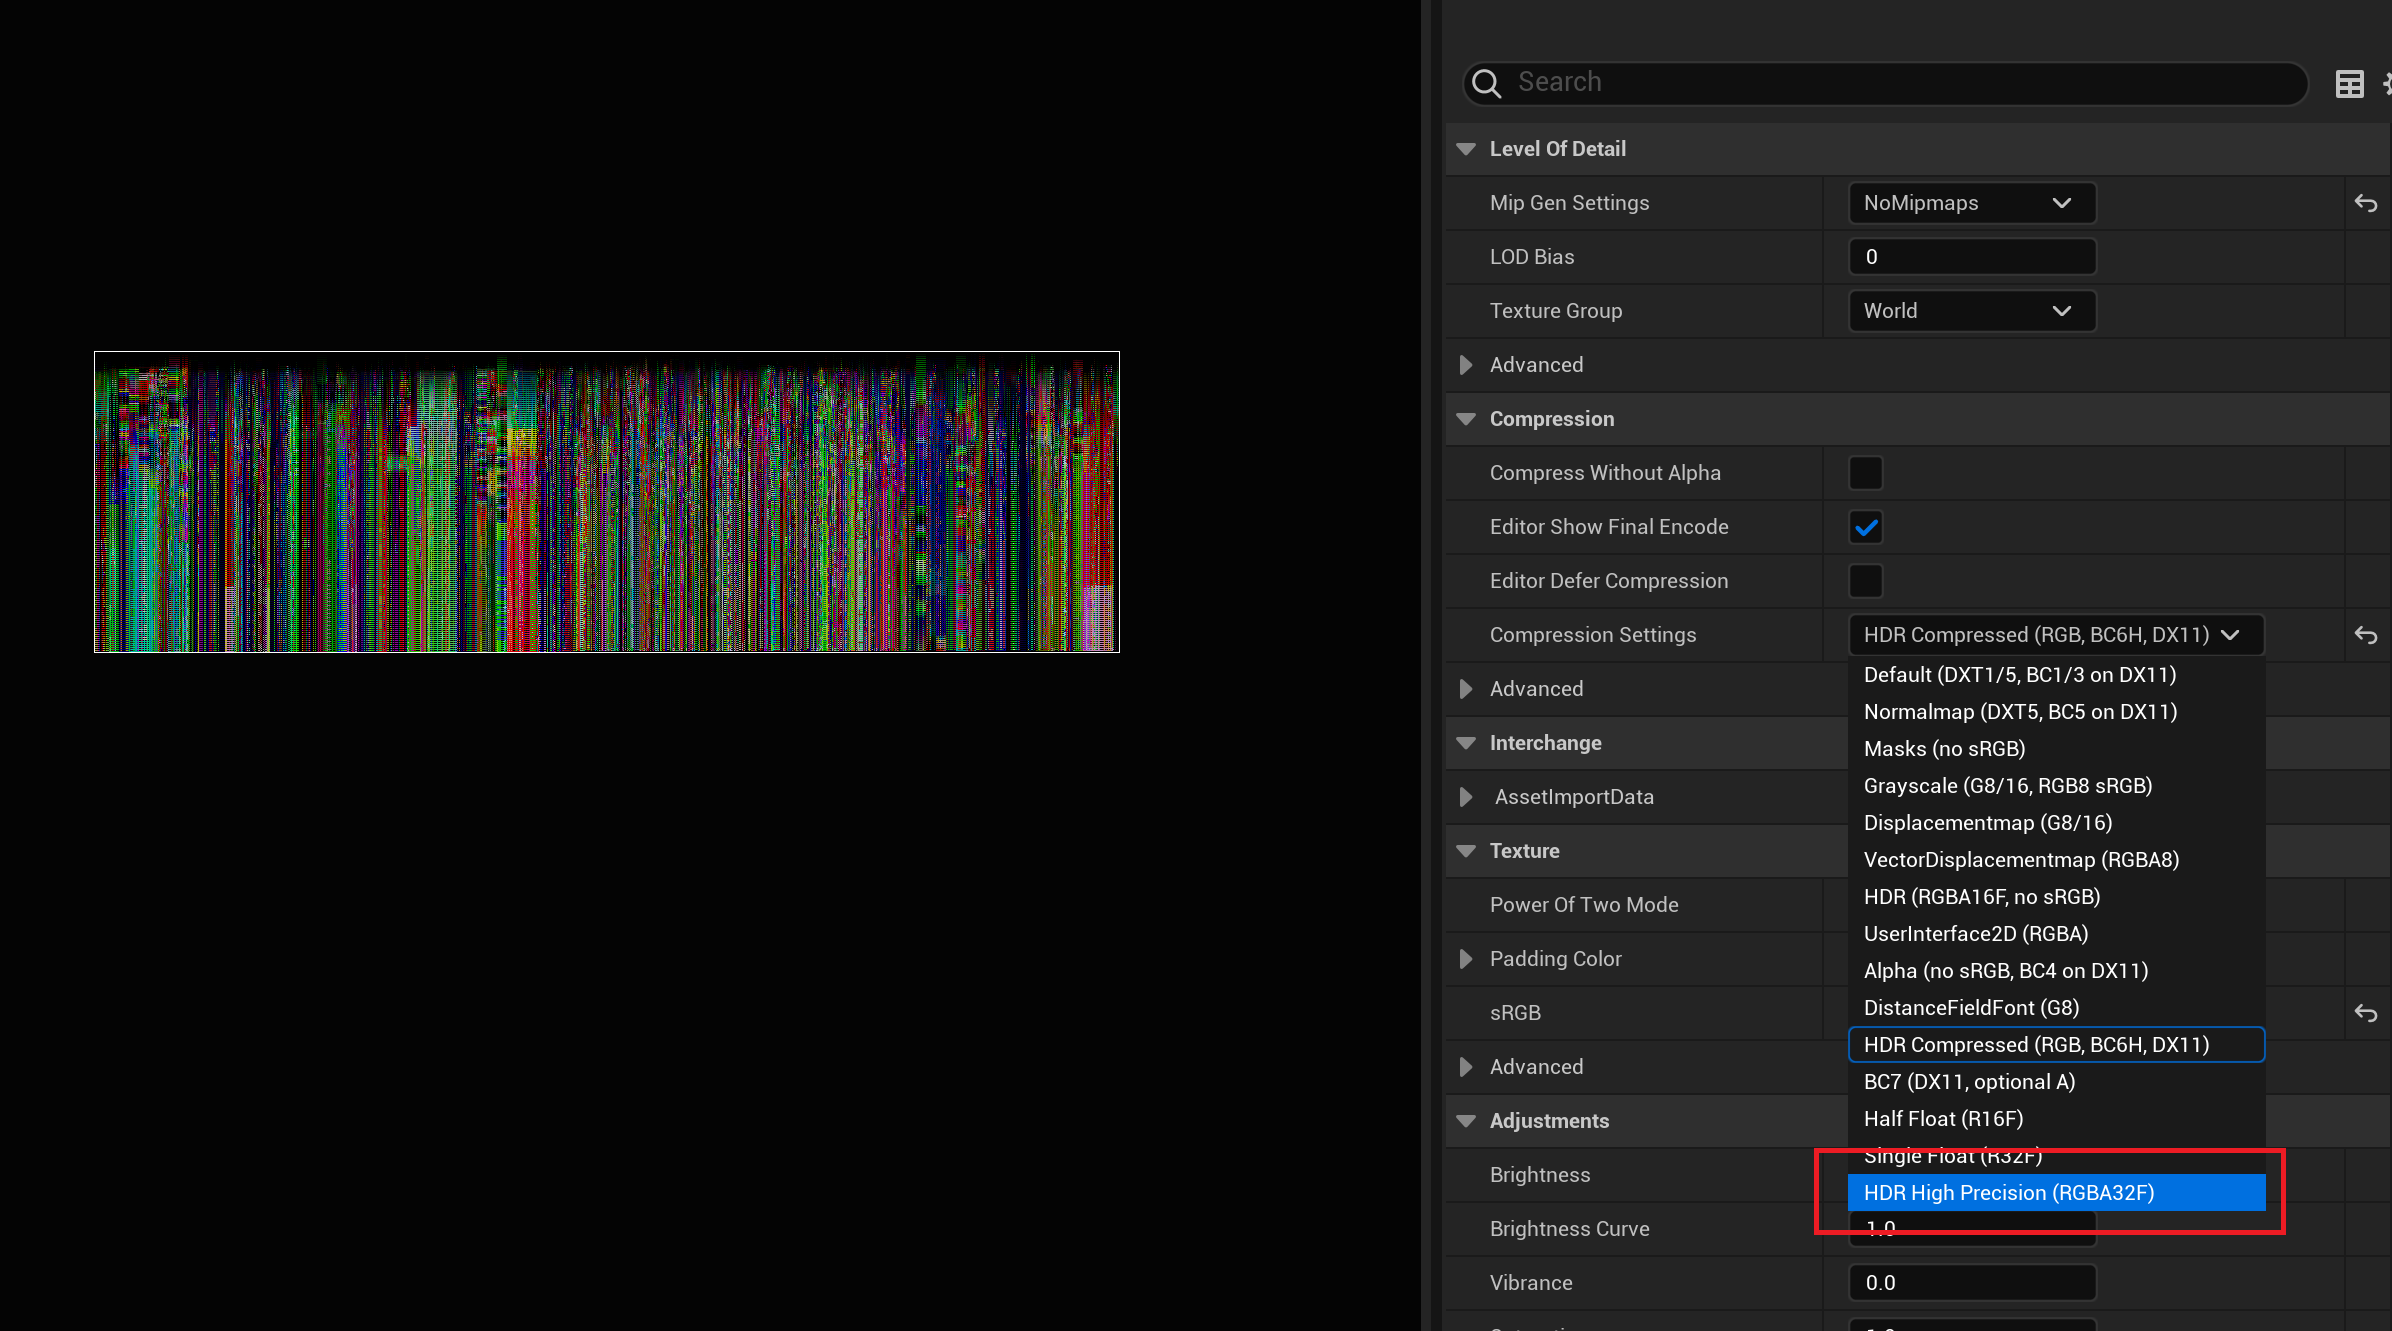 Search
Level Of Detail
Mip Gen Settings
NoMipmaps
LOD Bias
0
Texture Group
World
Advanced
Compression
Compress Without Alpha
Editor Show Final Encode
Editor Defer Compression
Compression Settings
HDR Compressed (RGB, BC6H, DX11)
Default (DXT1/5, BC1/3 on DX11)
Normalmap (DXT5, BC5 on DX11)
Masks (no sRGB)
Grayscale (G8/16, RGB8 sRGB)
Displacementmap (G8/16)
VectorDisplacementmap (RGBA8)
HDR (RGBA16F, no sRGB)
UserInterface2D (RGBA)
Alpha (no sRGB, BC4 on DX11)
DistanceFieldFont (G8)
HDR Compressed (RGB, BC6H, DX11)
BC7 (DX11, optional A)
Half Float (R16F)
Single Float (R32F)
HDR High Precision (RGBA32F)
Advanced
Interchange
AssetImportData
Texture
Power Of Two Mode
Padding Color
sRGB
Advanced
Adjustments
Brightness
Brightness Curve
1.0
Vibrance
0.0